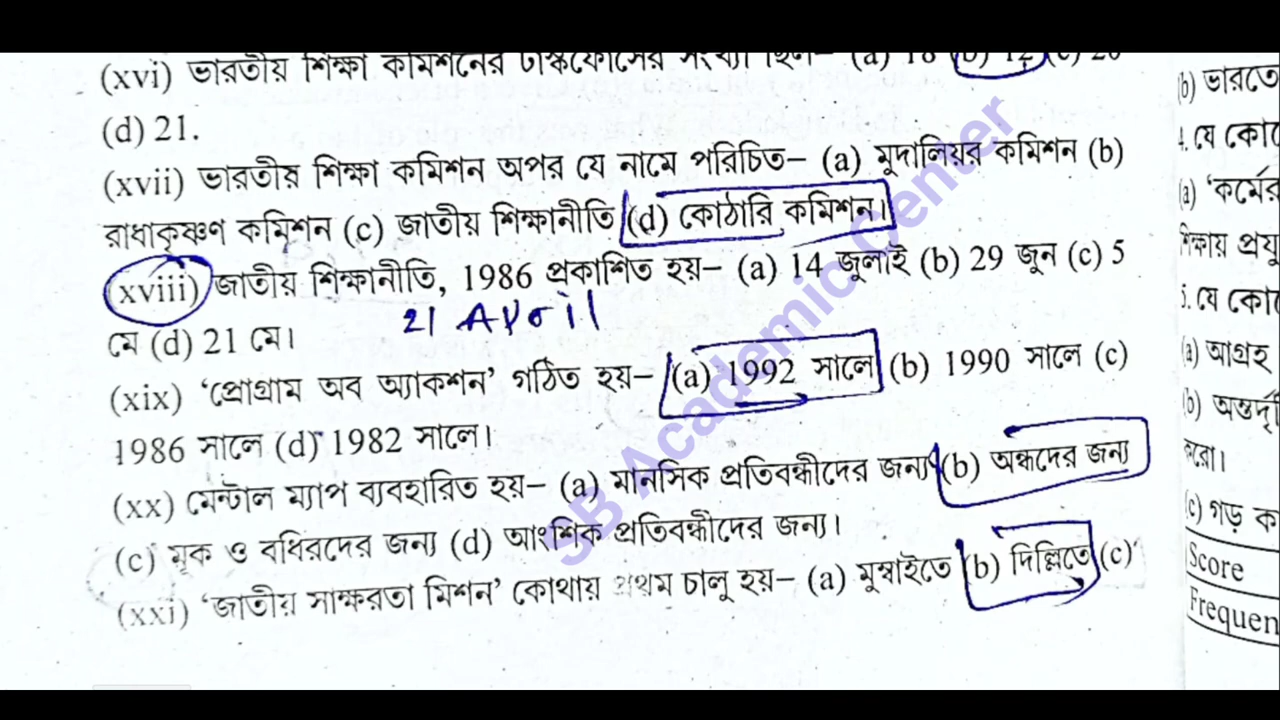 (xvi) ভারতীয় শিক্ষা কমিশনের টাস্কফোর্সের সংখ্যা ছিল– (a) 18 (b) 12 (c) 20
(d) 21.
(xvii) ভারতীয় শিক্ষা কমিশন অপর যে নামে পরিচিত– (a) মুদালিয়র কমিশন (b)
রাধাকৃষ্ণণ কমিশন (c) জাতীয় শিক্ষানীতি (d) কোঠারি কমিশন।
(xviii) জাতীয় শিক্ষানীতি, 1986 প্রকাশিত হয়– (a) 14 জুলাই (b) 29 জুন (c) 5
21 April
মে (d) 21 মে।
(xix) ‘প্রোগ্রাম অব অ্যাকশন’ গঠিত হয়– (a) 1992 সালে (b) 1990 সালে (c)
1986 সালে (d) 1982 সালে।
(xx) মেন্টাল ম্যাপ ব্যবহারিত হয়– (a) মানসিক প্রতিবন্ধীদের জন্য (b) অন্ধদের জন্য
(c) মূক ও বধিরদের জন্য (d) আংশিক প্রতিবন্ধীদের জন্য।
(xxi) ‘জাতীয় সাক্ষরতা মিশন’ কোথায় প্রথম চালু হয়– (a) মুম্বাইতে (b) দিল্লিতে (c)
SB Academic Center
(b) ভারতে
4. যে কো
(a) ‘কর্মের
শিক্ষায় প্রযু
5. যে কো
(a) আগ্রহ
(b) অন্তর্দৃ
করো।
(c) গড় ক
Score
Frequen